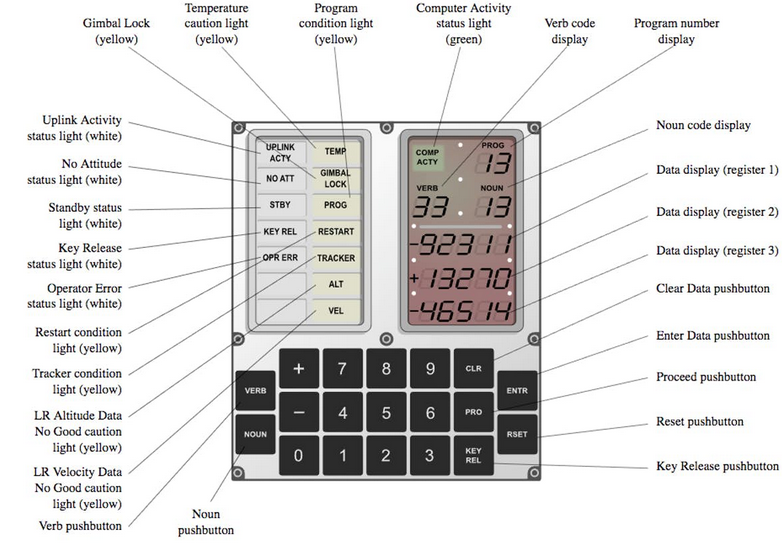 Gimbal Lock
(yellow)
Temperature
caution light
(yellow)
Program
condition light
(yellow)
Computer Activity
status light
(green)
Verb code
display
Program number
display
Uplink Activity
status light (white)
No Attitude
status light (white)
Standby status
light (white)
Key Release
status light (white)
Operator Error
status light (white)
Restart condition
light (yellow)
Tracker condition
light (yellow)
LR Altitude Data
No Good caution
light (yellow)
LR Velocity Data
No Good caution
light (yellow)
Verb pushbutton
Noun
pushbutton
UPLINK
ACTY
TEMP
NO ATT
GIMBAL
LOCK
STBY
PROG
KEY REL
RESTART
OPR ERR
TRACKER
ALT
VEL
COMP
ACTY
PROG
13
VERB
NOUN
33
13
-92311
+13270
-46514
VERB
NOUN
+ 7 8 9 CLR
- 4 5 6 PRO
0 1 2 3 KEY
REL
ENTR
RSET
Noun code display
Data display (register 1)
Data display (register 2)
Data display (register 3)
Clear Data pushbutton
Enter Data pushbutton
Proceed pushbutton
Reset pushbutton
Key Release pushbutton